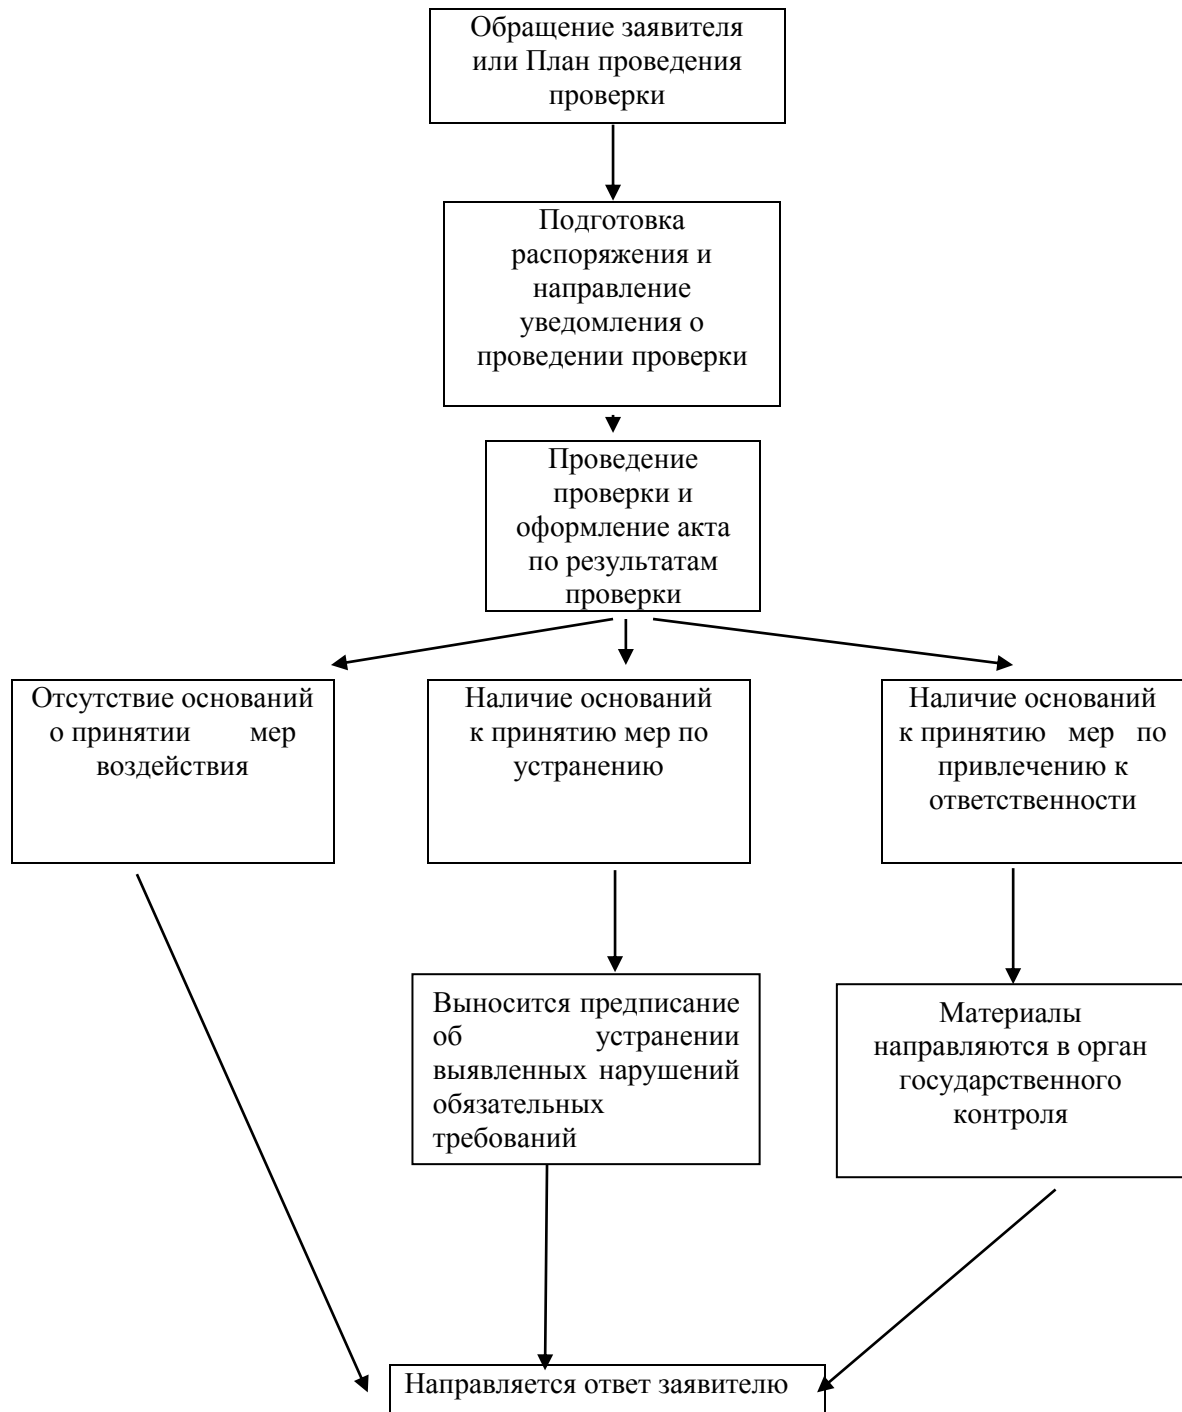 Обращение заявителя
или План проведения
проверки
Подготовка
распоряжения и
направление
уведомления о
проведении проверки
Проведение
проверки и
оформление акта
по результатам
проверки
Отсутствие оснований
о принятии мер
воздействия
Наличие оснований
к принятию мер по
устранению
Наличие оснований
к принятию мер по
привлечению к
ответственности
Выносится предписание
об устранении
выявленных нарушений
обязательных
требований
Материалы
направляются в орган
государственного
контроля
Направляется ответ заявителю